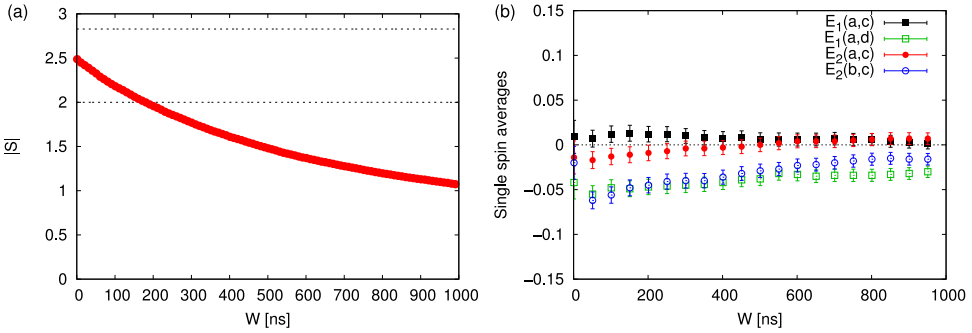 (a)
3
2.5
2
1.5
1
0.5
0
|S|
0 100 200 300 400 500 600 700 800 900 1000
W [ns]
(b)
0.15
0.1
0.05
0
−0.05
−0.1
−0.15
Single spin averages
E₁(a,c)
E₁(a,d)
E₂(a,c)
E₂(b,c)
0 200 400 600 800 1000
W [ns]